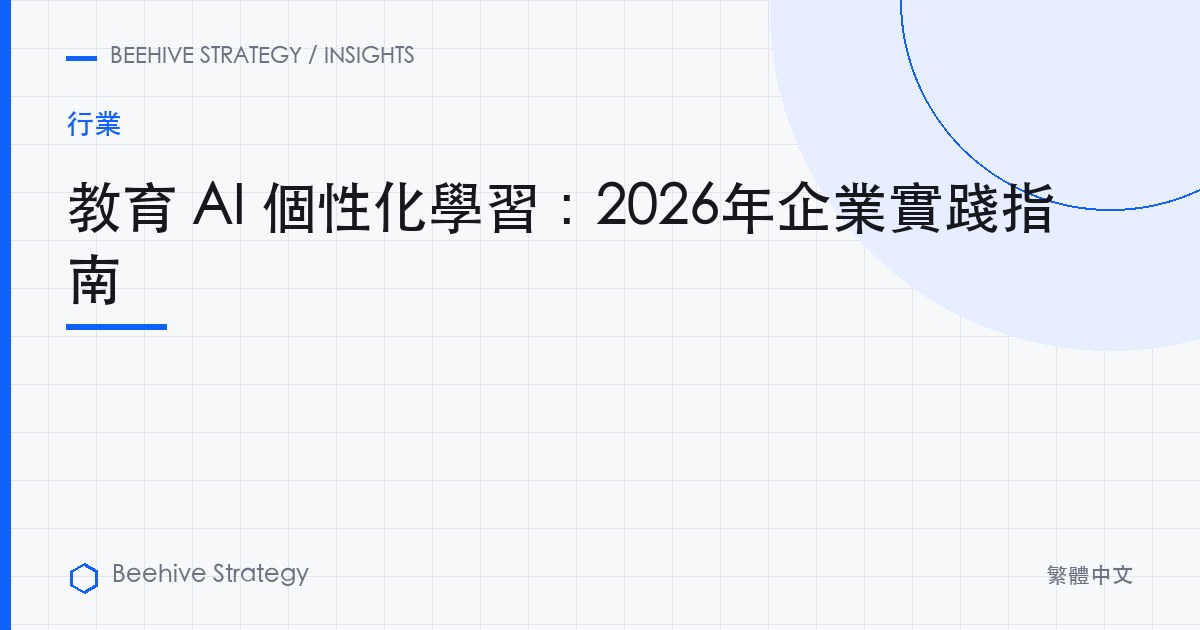 BEEHIVE STRATEGY / INSIGHTS
行業
教育 AI 個性化學習：2026年企業實踐指
南
Beehive Strategy
繁體中文